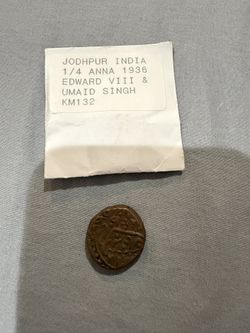 JODHPUR INDIA
1/4 ANNA 1936
EDWARD VIII &
UMAID SINGH
KM132